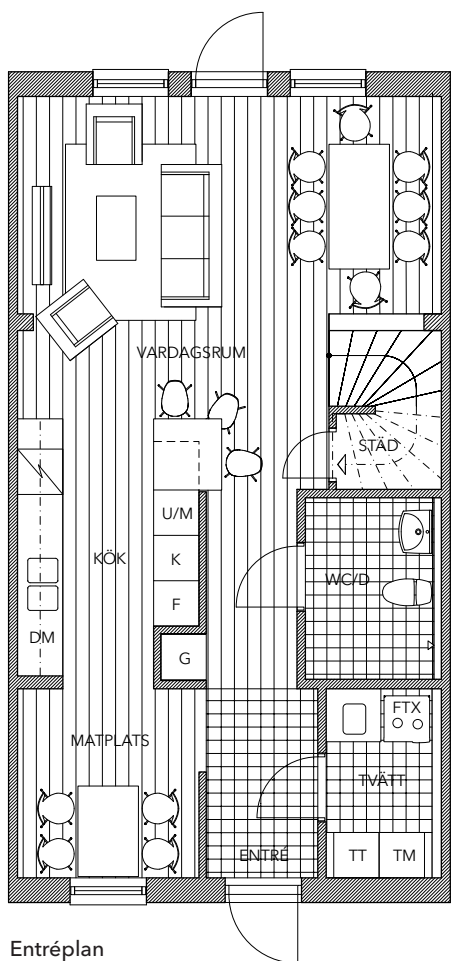 VARDAGSRUM
STÄD
U/M
KÖK
K
WC/D
F
DM
G
FTX
MATPLATS
TVÄTT
ENTRÉ
TT
TM
Entréplan